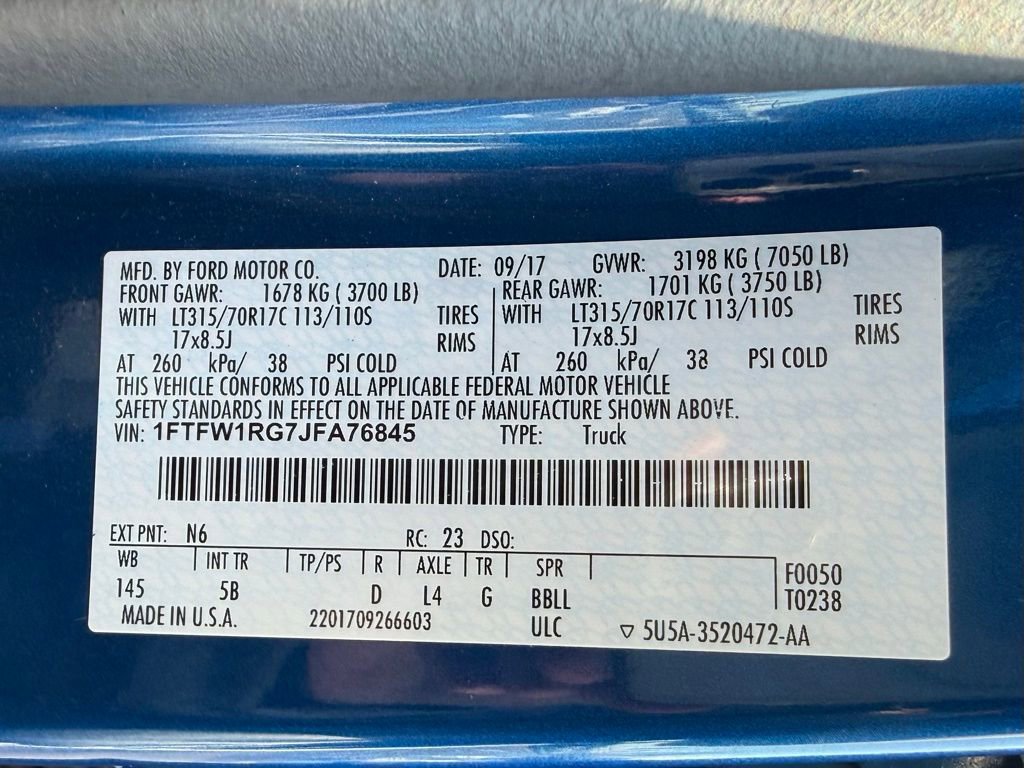 MFD. BY FORD MOTOR CO. DATE: 09/17 GVWR: 3198 KG ( 7050 LB)
FRONT GAWR: 1678 KG ( 3700 LB) REAR GAWR: 1701 KG ( 3750 LB)
WITH LT315/70R17C 113/110S TIRES WITH LT315/70R17C 113/110S TIRES
17x8.5J RIMS 17x8.5J RIMS
AT 260 kPa/ 38 PSI COLD AT 260 kPa/ 38 PSI COLD
THIS VEHICLE CONFORMS TO ALL APPLICABLE FEDERAL MOTOR VEHICLE
SAFETY STANDARDS IN EFFECT ON THE DATE OF MANUFACTURE SHOWN ABOVE.
VIN: 1FTFW1RG7JFA76845 TYPE: Truck
EXT PNT: N6 RC: 23 DSO:
WB INT TR TP/PS R AXLE TR SPR
145 5B D L4 G BBLL F0050
T0238
MADE IN U.S.A. 2201709266603 ULC ▽ 5U5A-3520472-AA